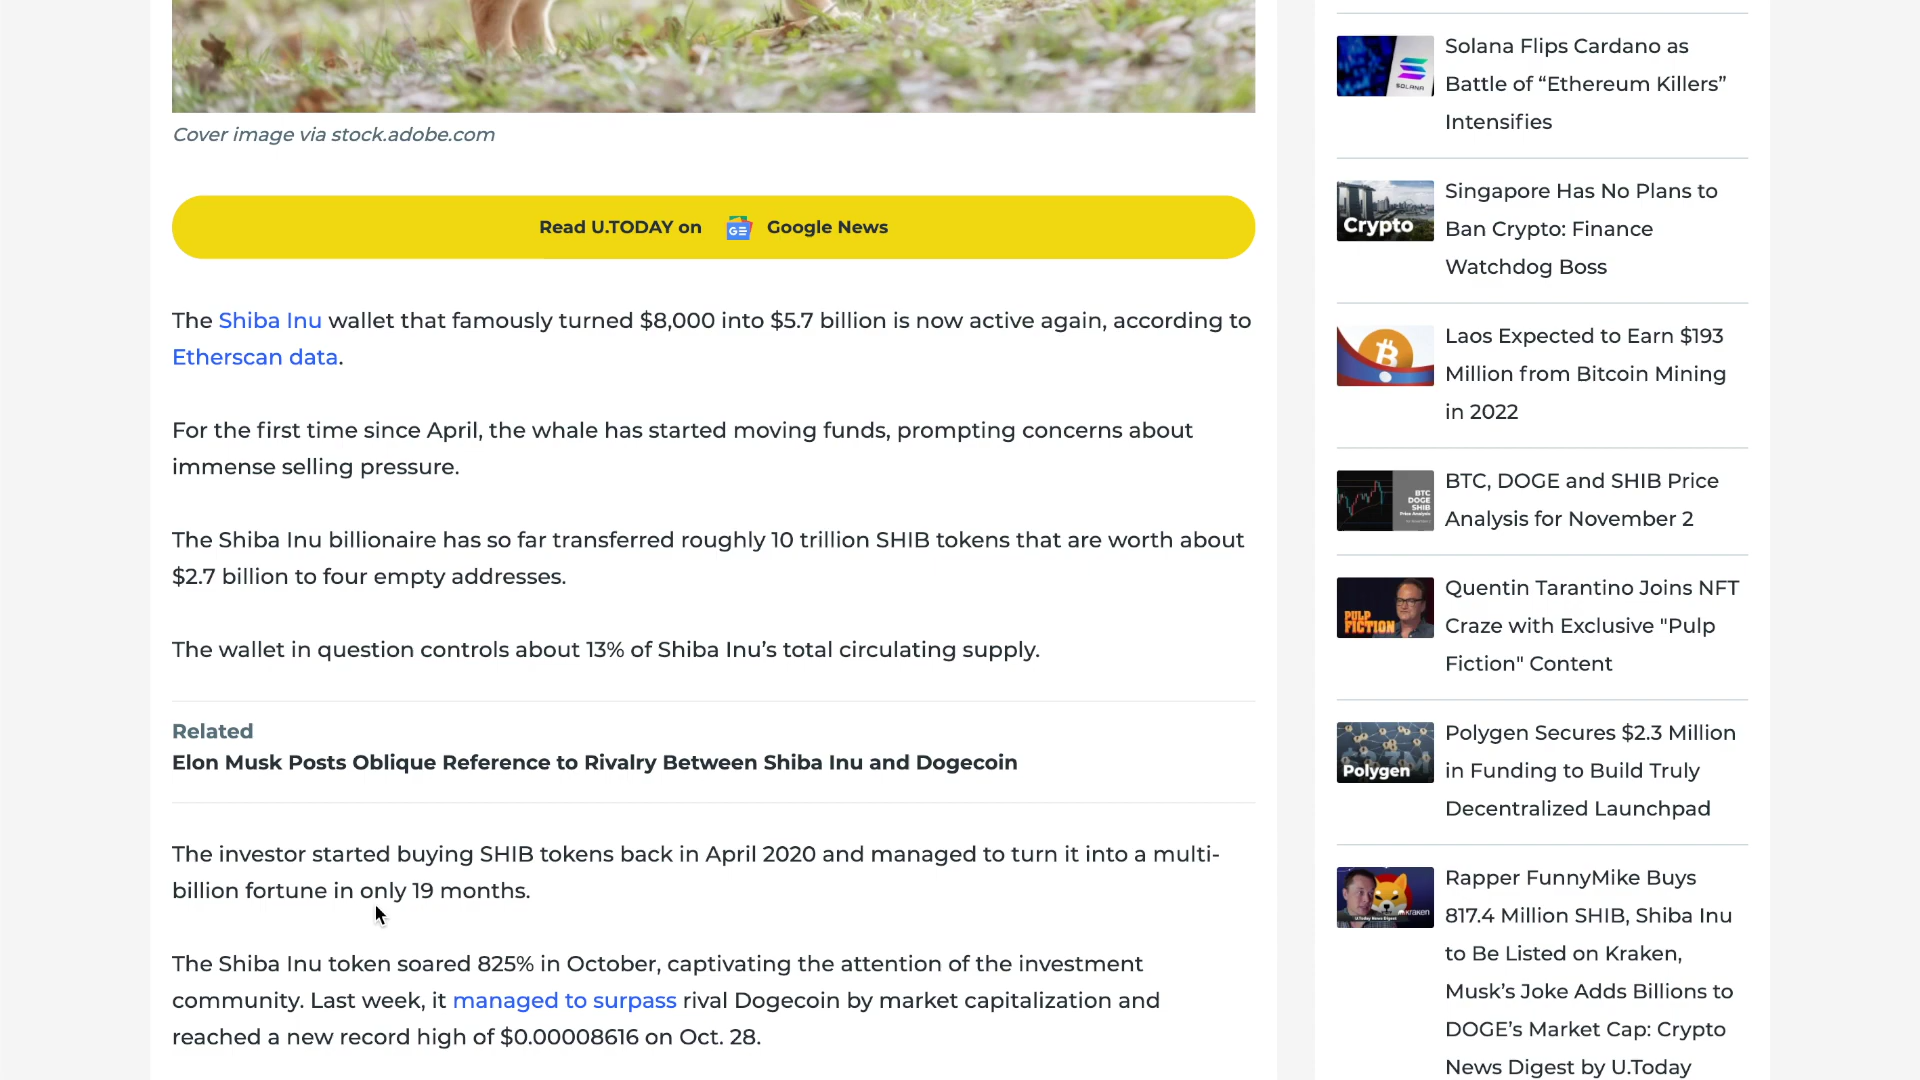 Cover image via stock.adobe.com
Read U.TODAY on GE Google News
The Shiba Inu wallet that famously turned $8,000 into $5.7 billion is now active again, according to
Etherscan data.
For the first time since April, the whale has started moving funds, prompting concerns about
immense selling pressure.
The Shiba Inu billionaire has so far transferred roughly 10 trillion SHIB tokens that are worth about
$2.7 billion to four empty addresses.
The wallet in question controls about 13% of Shiba Inu’s total circulating supply.
Related
Elon Musk Posts Oblique Reference to Rivalry Between Shiba Inu and Dogecoin
The investor started buying SHIB tokens back in April 2020 and managed to turn it into a multi-
billion fortune in only 19 months.
The Shiba Inu token soared 825% in October, captivating the attention of the investment
community. Last week, it managed to surpass rival Dogecoin by market capitalization and
reached a new record high of $0.00008616 on Oct. 28.
SOLANA
Solana Flips Cardano as
Battle of “Ethereum Killers”
Intensifies
Crypto
Singapore Has No Plans to
Ban Crypto: Finance
Watchdog Boss
Laos Expected to Earn $193
Million from Bitcoin Mining
in 2022
BTC
DOGE
SHIB
Price Analysis
BTC, DOGE and SHIB Price
Analysis for November 2
PULP
FICTION
Quentin Tarantino Joins NFT
Craze with Exclusive "Pulp
Fiction" Content
Polygen
Polygen Secures $2.3 Million
in Funding to Build Truly
Decentralized Launchpad
kraken
U.Today News Digest
Rapper FunnyMike Buys
817.4 Million SHIB, Shiba Inu
to Be Listed on Kraken,
Musk’s Joke Adds Billions to
DOGE’s Market Cap: Crypto
News Digest by U.Today